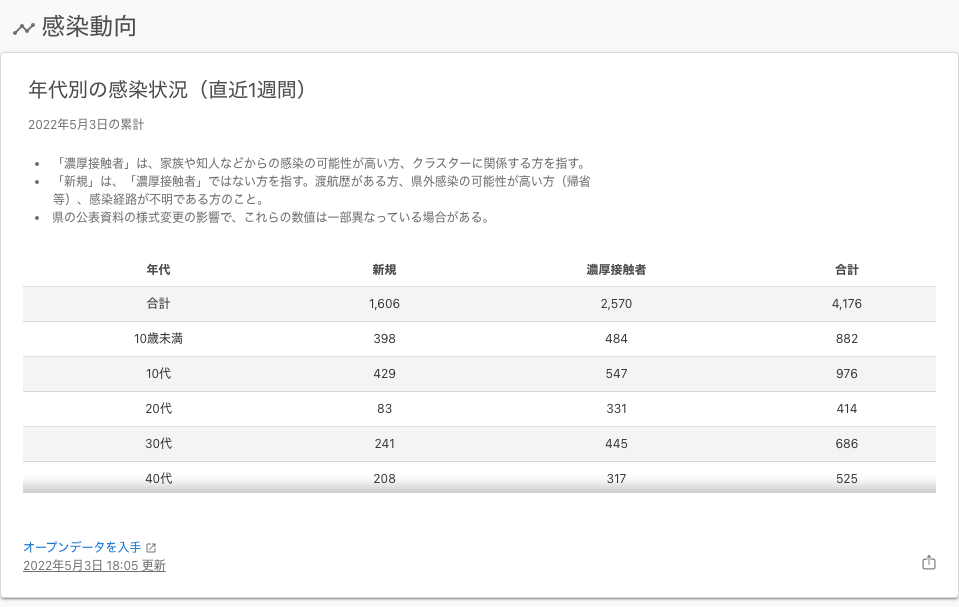 感染動向
年代別の感染状況（直近1週間）
2022年5月3日の累計
• 「濃厚接触者」は、家族や知人などからの感染の可能性が高い方、クラスターに関係する方を指す。
• 「新規」は、「濃厚接触者」ではない方を指す。渡航歴がある方、県外感染の可能性が高い方（帰省
等）、感染経路が不明である方のこと。
• 県の公表資料の様式変更の影響で、これらの数値は一部異なっている場合がある。
年代 新規 濃厚接触者 合計
合計 1,606 2,570 4,176
10歳未満 398 484 882
10代 429 547 976
20代 83 331 414
30代 241 445 686
40代 208 317 525
オープンデータを入手
2022年5月3日 18:05 更新